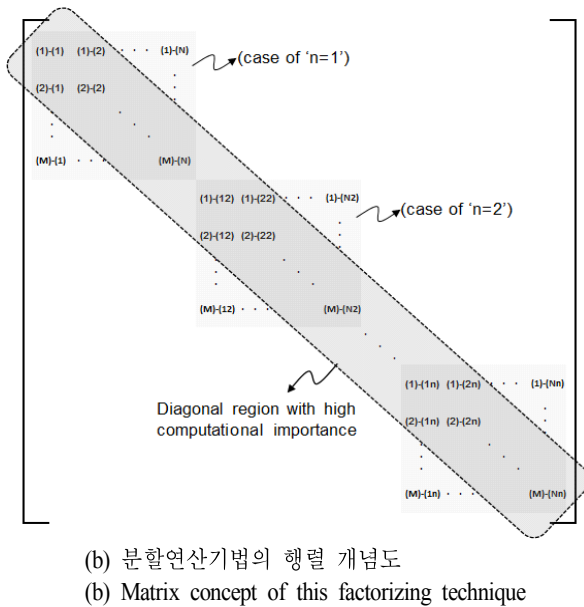 (1)-(1) (1)-(2) · · · (1)-(N)
(case of 'n=1')
(2)-(1) (2)-(2)
(M)-(1) · · · · (M)-(N)
(1)-(12) (1)-(22) · · · (1)-(N2)
(case of 'n=2')
(2)-(12) (2)-(22)
(M)-(12) · · · (M)-(N2)
(1)-(1n) (1)-(2n) · · · (1)-(Nn)
(2)-(1n) (2)-(2n)
(M)-(1n) · · · · (M)-(Nn)
Diagonal region with high
computational importance
(b) 분할연산기법의 행렬 개념도
(b) Matrix concept of this factorizing technique